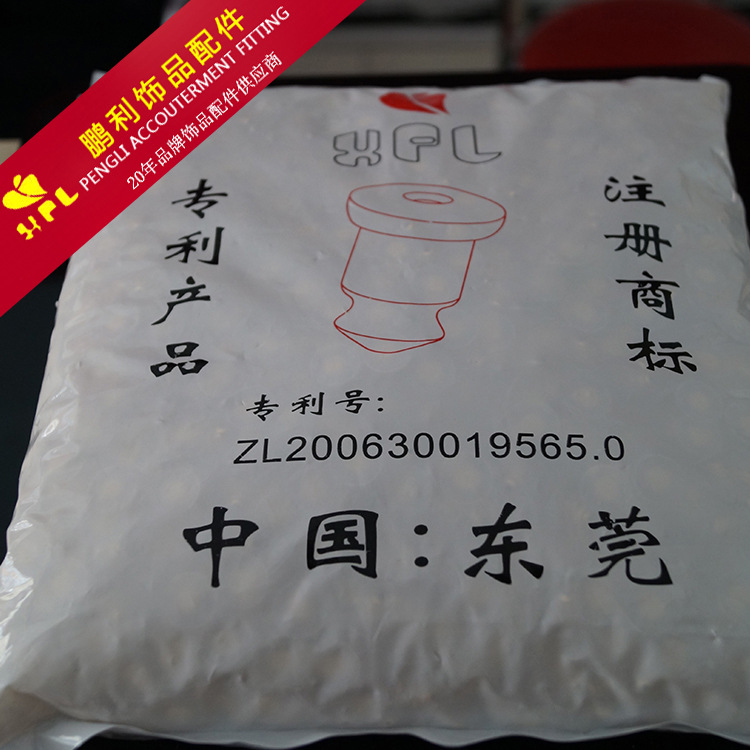 鹏利饰品配件
PENGLI ACCOUTERMENT FITTING
20年品牌饰品配件供应商
XPL
XPL
专利产品
注册商标
专利号:
ZL200630019565.0
中国:东莞